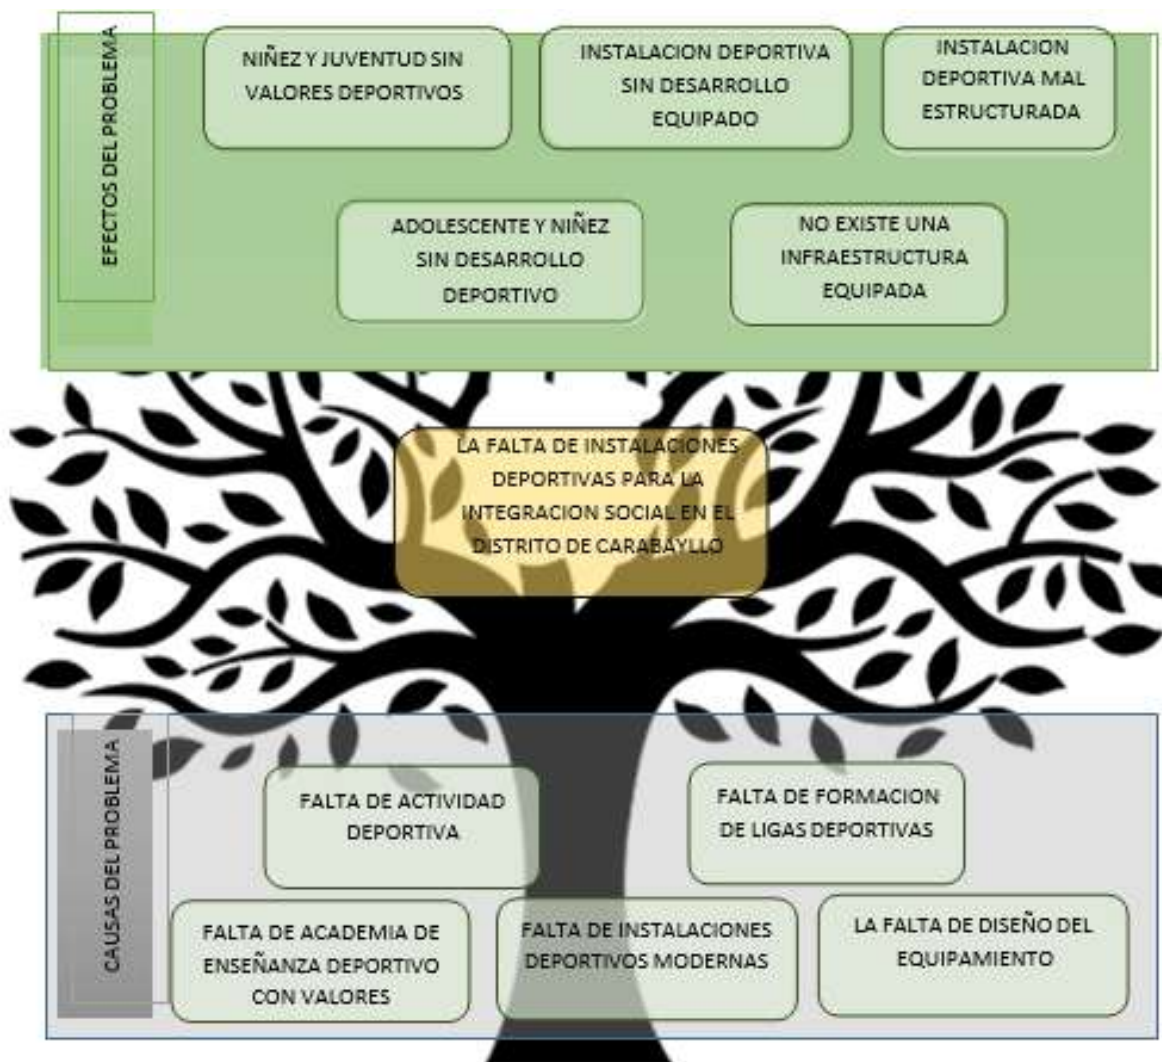 EFECTOS DEL PROBLEMA
NIÑEZ Y JUVENTUD SIN
VALORES DEPORTIVOS
INSTALACION DEPORTIVA
SIN DESARROLLO
EQUIPADO
INSTALACION
DEPORTIVA MAL
ESTRUCTURADA
ADOLESCENTE Y NIÑEZ
SIN DESARROLLO
DEPORTIVO
NO EXISTE UNA
INFRAESTRUCTURA
EQUIPADA
LA FALTA DE INSTALACIONES
DEPORTIVAS PARA LA
INTEGRACION SOCIAL EN EL
DISTRITO DE CARABAYLLO
CAUSAS DEL PROBLEMA
FALTA DE ACTIVIDAD
DEPORTIVA
FALTA DE FORMACION
DE LIGAS DEPORTIVAS
FALTA DE ACADEMIA DE
ENSEÑANZA DEPORTIVO
CON VALORES
FALTA DE INSTALACIONES
DEPORTIVOS MODERNAS
LA FALTA DE DISEÑO DEL
EQUIPAMIENTO